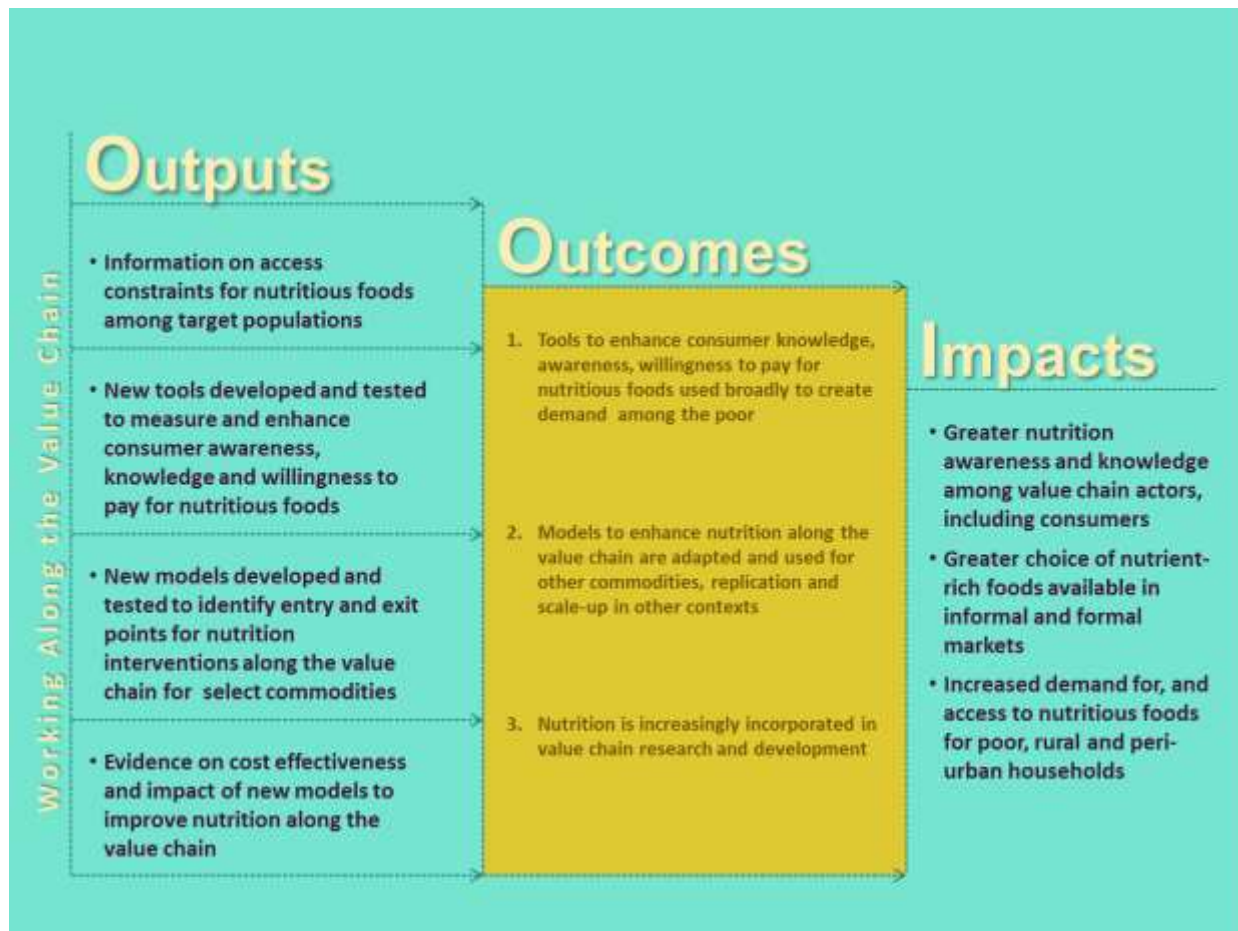 Working Along the Value Chain
Outputs
• Information on access
constraints for nutritious foods
among target populations
• New tools developed and tested
to measure and enhance
consumer awareness,
knowledge and willingness to
pay for nutritious foods
• New models developed and
tested to identify entry and exit
points for nutrition
interventions along the value
chain for select commodities
• Evidence on cost effectiveness
and impact of new models to
improve nutrition along the
value chain
Outcomes
1. Tools to enhance consumer knowledge,
awareness, willingness to pay for
nutritious foods used broadly to create
demand among the poor
2. Models to enhance nutrition along the
value chain are adapted and used for
other commodities, replication and
scale-up in other contexts
3. Nutrition is increasingly incorporated in
value chain research and development
Impacts
• Greater nutrition
awareness and knowledge
among value chain actors,
including consumers
• Greater choice of nutrient-
rich foods available in
informal and formal
markets
• Increased demand for, and
access to nutritious foods
for poor, rural and peri-
urban households